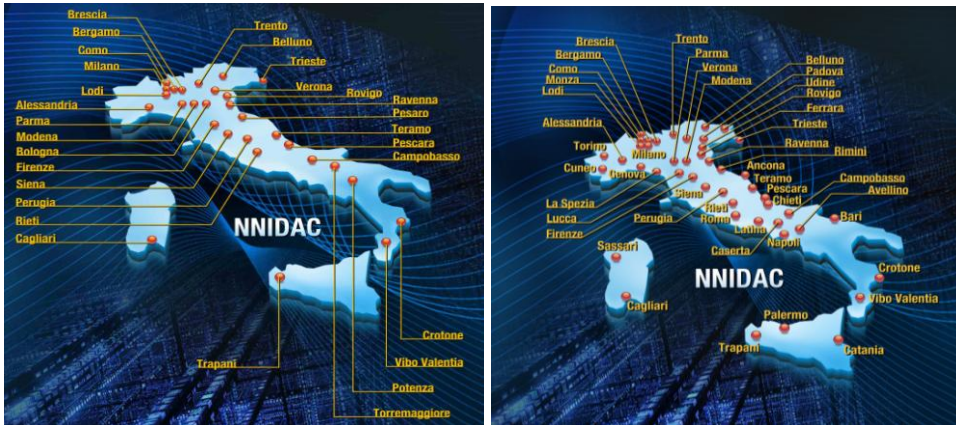 Brescia
Bergamo
Como
Milano
Lodi
Alessandria
Parma
Modena
Bologna
Firenze
Siena
Perugia
Rieti
Cagliari
Trento
Belluno
Trieste
Verona
Rovigo
Ravenna
Pesaro
Teramo
Pescara
Campobasso
NNIDAC
Trapani
Crotone
Vibo Valentia
Potenza
Torremaggiore
Brescia
Bergamo
Como
Monza
Lodi
Alessandria
Torino
Cuneo
Milano
Genova
La Spezia
Lucca
Firenze
Trento
Parma
Verona
Modena
Belluno
Padova
Udine
Rovigo
Ferrara
Trieste
Ravenna
Rimini
Ancona
Teramo
Pescara
Chieti
Campobasso
Avellino
Siena
Perugia
Rieti
Roma
Latina
Caserta
Napoli
Bari
Sassari
Cagliari
NNIDAC
Crotone
Vibo Valentia
Palermo
Trapani
Catania